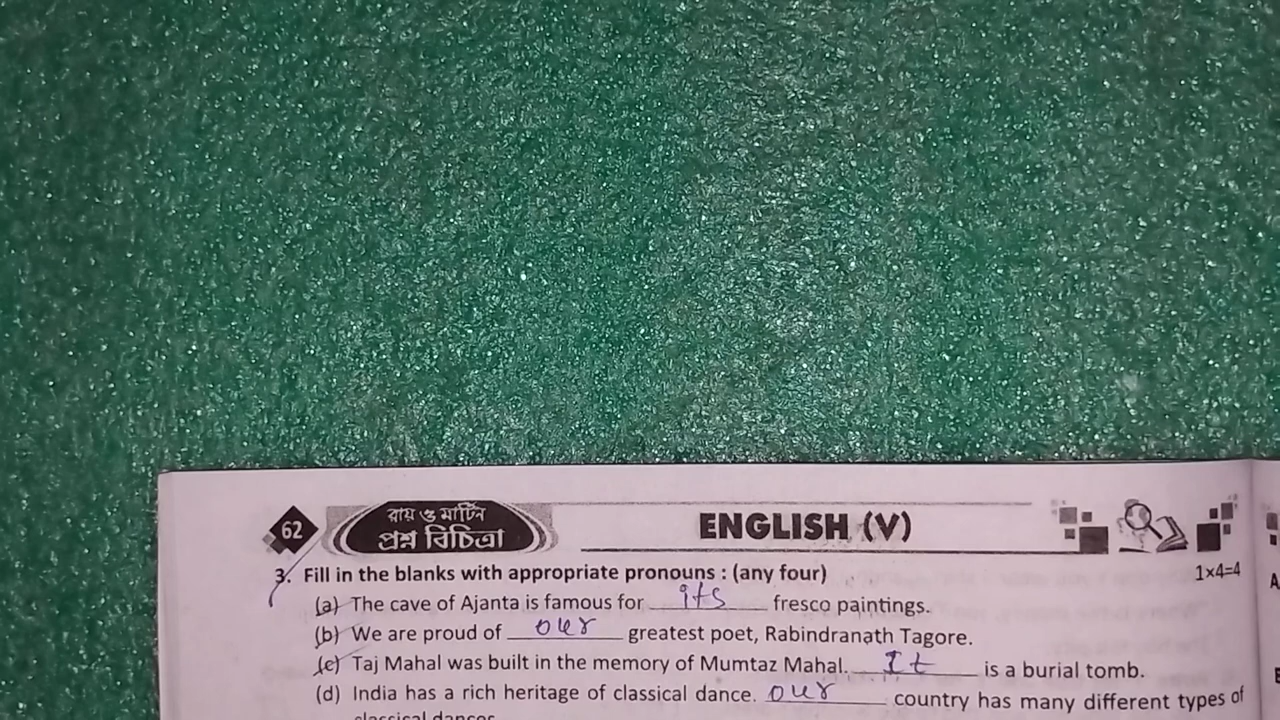 62
রায় ও মার্টিন
প্রশ্ন বিচিত্রা
ENGLISH (V)
3. Fill in the blanks with appropriate pronouns : (any four) 1×4=4
(a) The cave of Ajanta is famous for its fresco paintings.
(b) We are proud of our greatest poet, Rabindranath Tagore.
(c) Taj Mahal was built in the memory of Mumtaz Mahal. It is a burial tomb.
(d) India has a rich heritage of classical dance. our country has many different types of
classical dances
A.